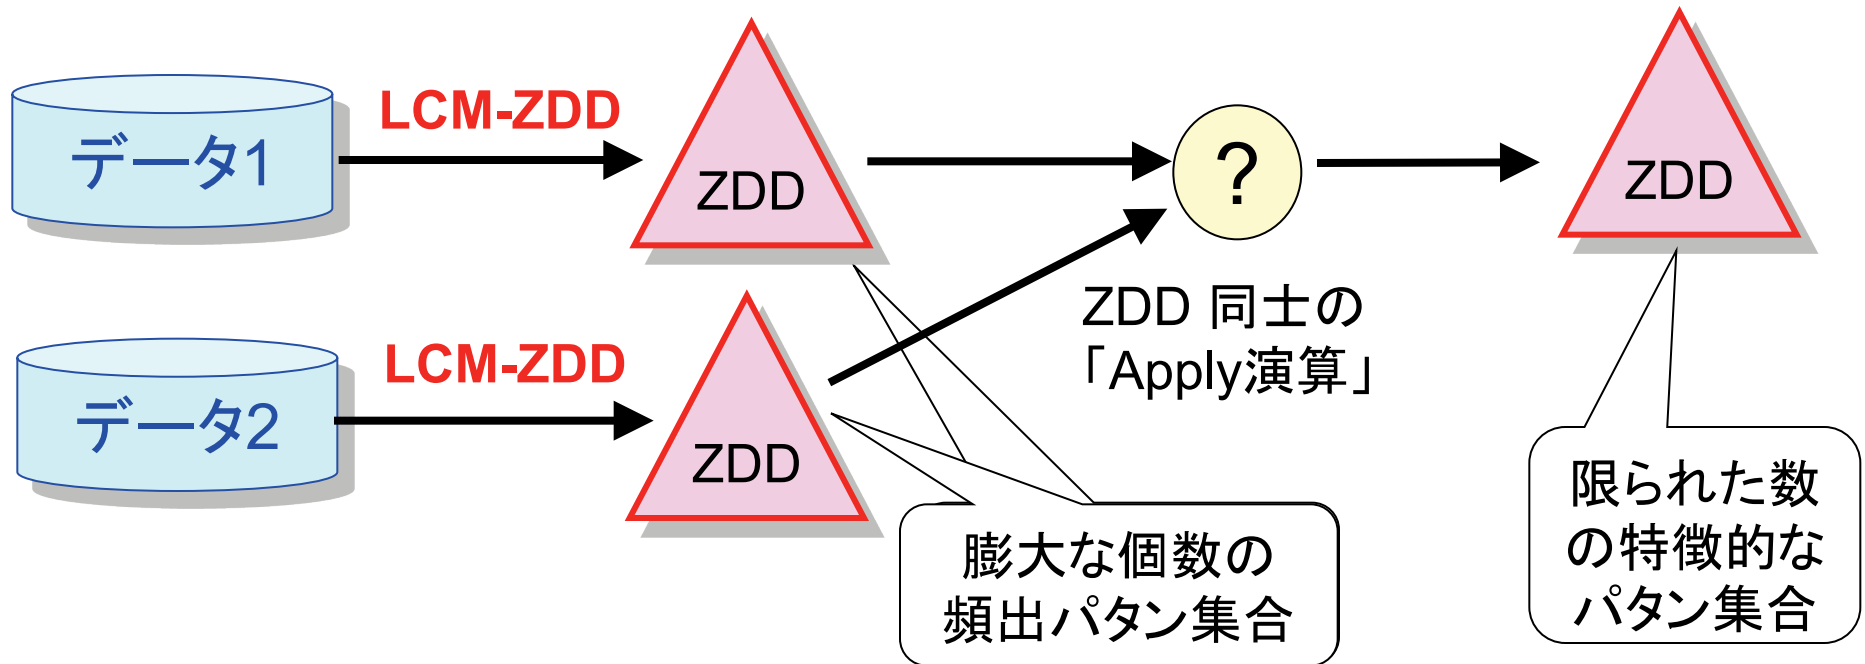 データ1
LCM-ZDD
ZDD
?
ZDD
ZDD 同士の
「Apply演算」
データ2
LCM-ZDD
ZDD
膨大な個数の
頻出パタン集合
限られた数
の特徴的な
パタン集合